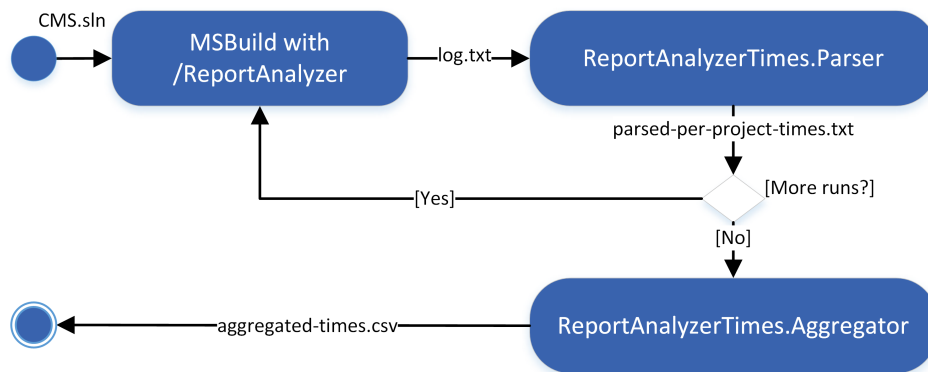 CMS.sln
MSBuild with
/ReportAnalyzer
log.txt
ReportAnalyzerTimes.Parser
parsed-per-project-times.txt
[More runs?]
[Yes]
[No]
ReportAnalyzerTimes.Aggregator
aggregated-times.csv